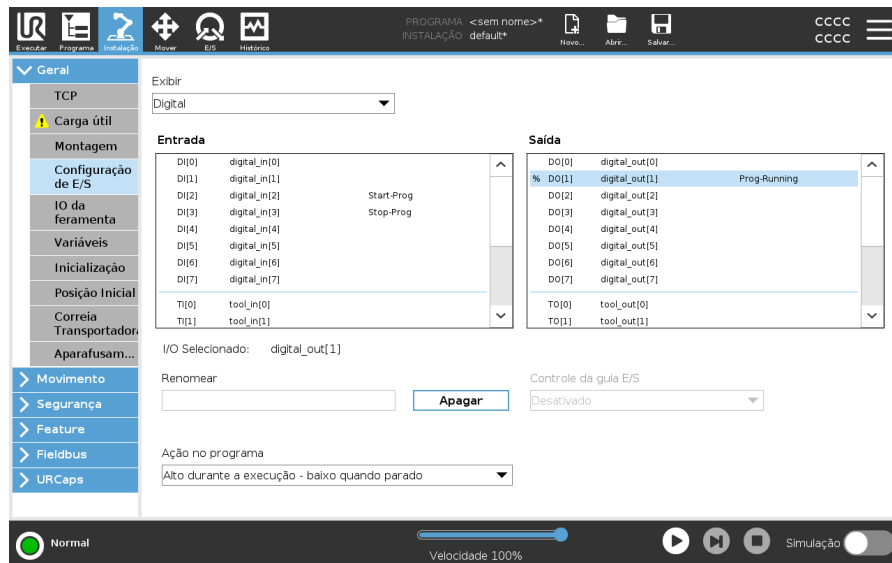 PROGRAMA <sem nome>*
INSTALAÇÃO default*
CCCC
CCCC
Executar Programa Instalação Mover E/S Histórico Novo... Abrir... Salvar...
Geral
TCP
Carga útil
Montagem
Configuração
de E/S
IO da
feramenta
Variáveis
Inicialização
Posição Inicial
Correia
Transportador
Aparafusam...
Movimento
Segurança
Feature
Fieldbus
URCaps
Exibir
Digital
Entrada
DI[0] digital_in[0]
DI[1] digital_in[1]
DI[2] digital_in[2] Start-Prog
DI[3] digital_in[3] Stop-Prog
DI[4] digital_in[4]
DI[5] digital_in[5]
DI[6] digital_in[6]
DI[7] digital_in[7]
TI[0] tool_in[0]
TI[1] tool_in[1]
Saída
DO[0] digital_out[0]
% DO[1] digital_out[1] Prog-Running
DO[2] digital_out[2]
DO[3] digital_out[3]
DO[4] digital_out[4]
DO[5] digital_out[5]
DO[6] digital_out[6]
DO[7] digital_out[7]
TO[0] tool_out[0]
TO[1] tool_out[1]
I/O Selecionado: digital_out[1]
Renomear
Apagar
Controle da guia E/S
Desativado
Ação no programa
Alto durante a execução - baixo quando parado
Normal
Velocidade 100%
Simulação